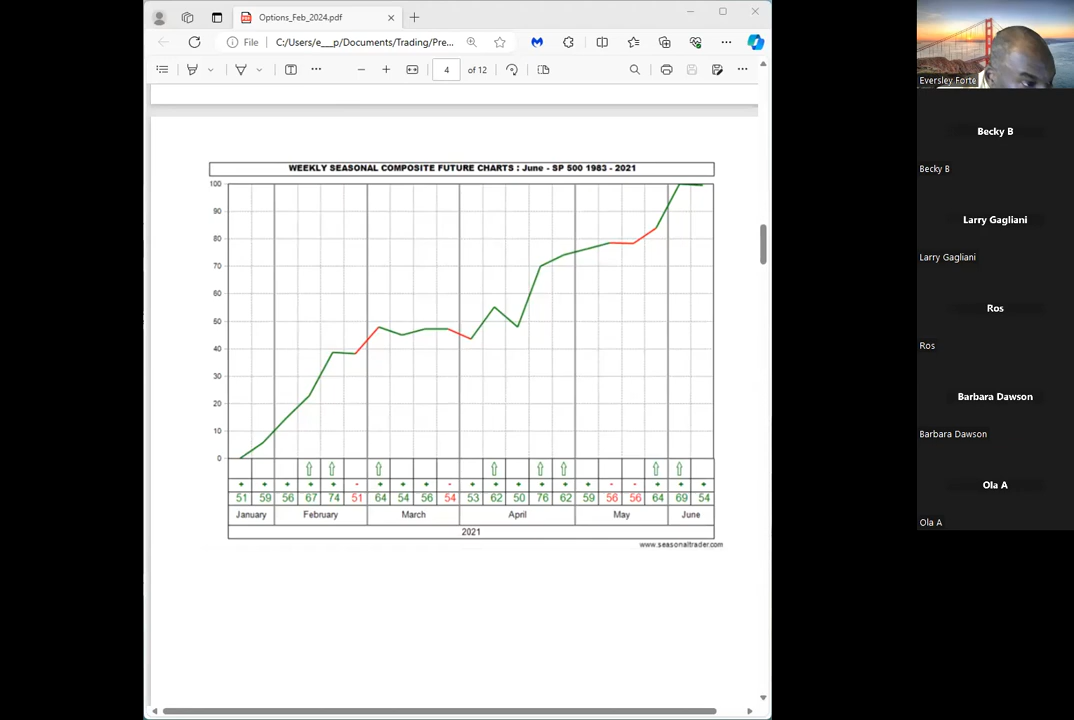 Options_Feb_2024.pdf
File
C:/Users/e___p/Documents/Trading/Pre...
4 of 12
WEEKLY SEASONAL COMPOSITE FUTURE CHARTS : June - SP 500 1983 - 2021
100
90
80
70
60
50
40
30
20
10
0
+ + + + + - + + + - + + + + + + - - + + +
51 59 56 67 74 51 64 54 56 54 53 62 50 76 62 59 56 56 64 69 54
January February March April May June
2021
www.seasonaltrader.com
Eversley Forte
Becky B
Becky B
Larry Gagliani
Larry Gagliani
Ros
Ros
Barbara Dawson
Barbara Dawson
Ola A
Ola A